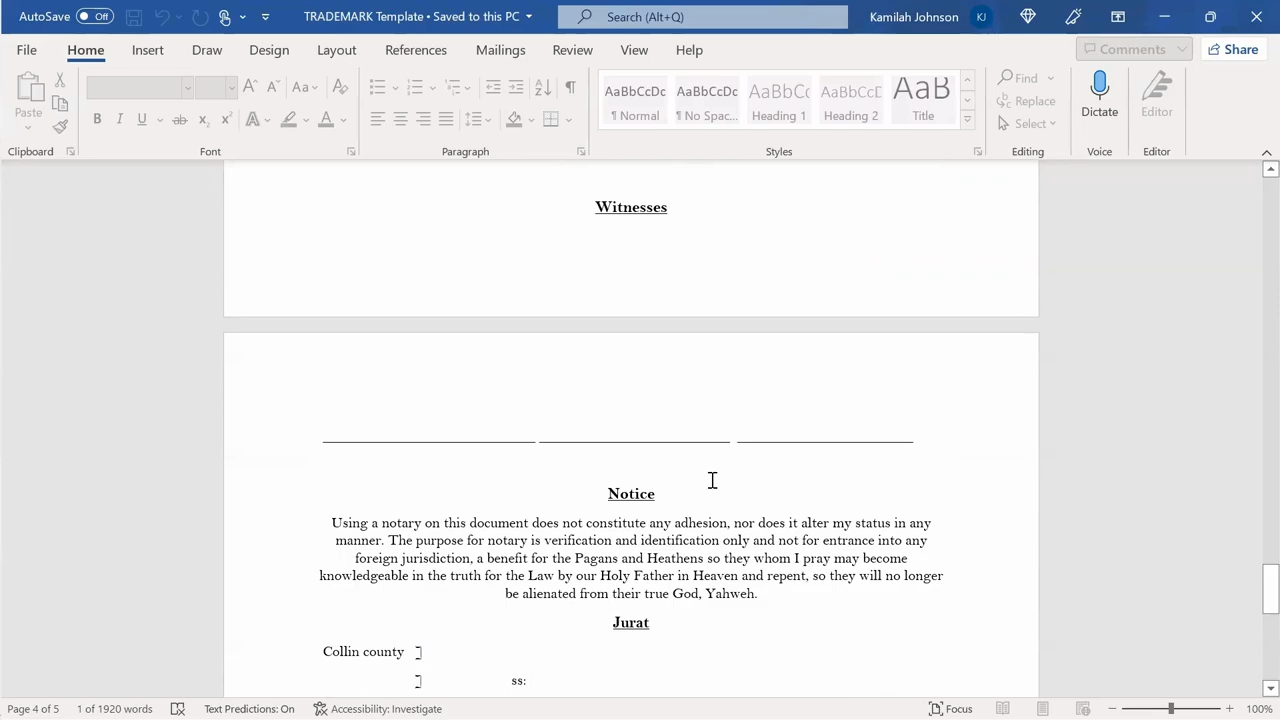 AutoSave Off TRADEMARK Template • Saved to this PC Search (Alt+Q) Kamilah Johnson KJ
File Home Insert Draw Design Layout References Mailings Review View Help Comments Share
Paste
Aa
B I U ab x₂ x² A A
AaBbCcDc AaBbCcDc AaBbCc AaBbCcD AaB
¶ Normal ¶ No Spac... Heading 1 Heading 2 Title
Find
Replace
Select
Dictate Editor
Clipboard Font Paragraph Styles Editing Voice Editor
Witnesses
Notice
Using a notary on this document does not constitute any adhesion, nor does it alter my status in any
manner. The purpose for notary is verification and identification only and not for entrance into any
foreign jurisdiction, a benefit for the Pagans and Heathens so they whom I pray may become
knowledgeable in the truth for the Law by our Holy Father in Heaven and repent, so they will no longer
be alienated from their true God, Yahweh.
Jurat
Collin county ]
] ss:
Page 4 of 5 1 of 1920 words Text Predictions: On Accessibility: Investigate Focus 100%